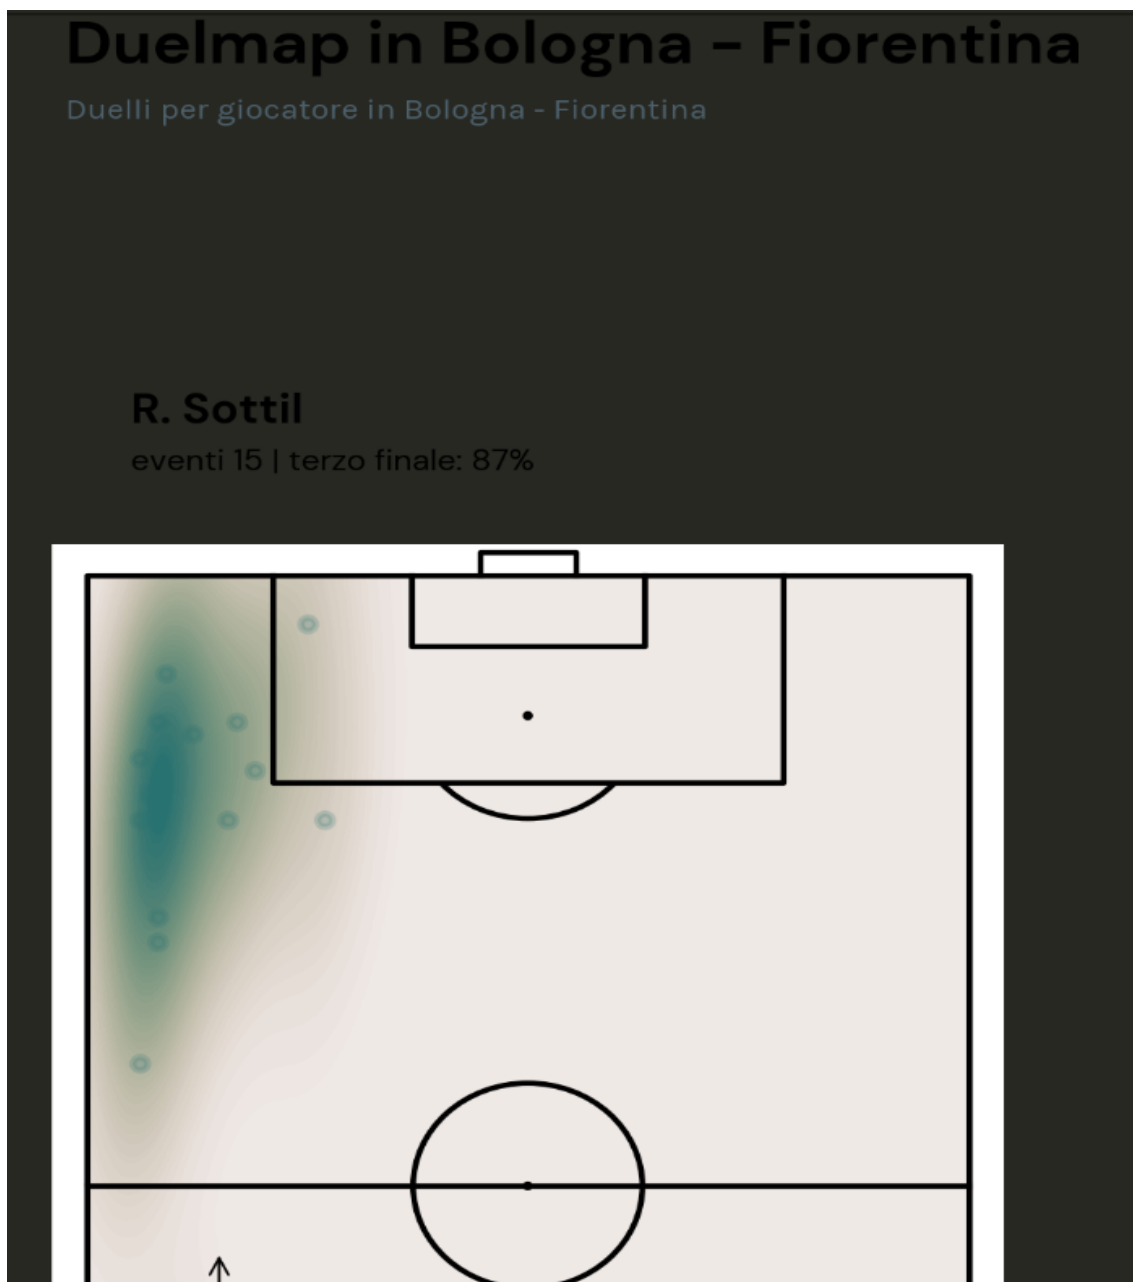 Duelmap in Bologna - Fiorentina
Duelli per giocatore in Bologna - Fiorentina
R. Sottil
eventi 15 | terzo finale: 87%